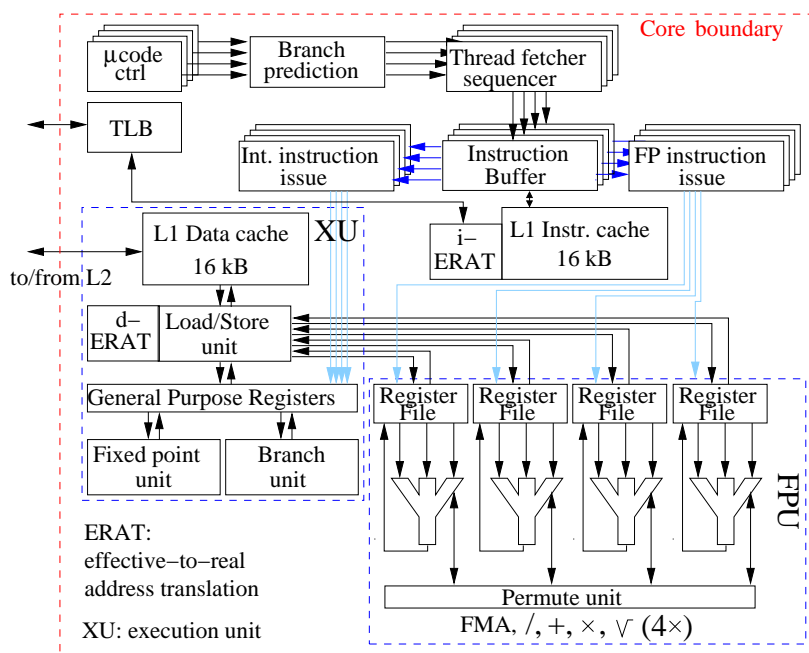 Core boundary
μcode
ctrl
Branch
prediction
Thread fetcher
sequencer
TLB
Int. instruction
issue
Instruction
Buffer
FP instruction
issue
L1 Data cache
16 kB
XU
i−
ERAT
L1 Instr. cache
16 kB
to/from L2
d−
ERAT
Load/Store
unit
General Purpose Registers
Register
File
Register
File
Register
File
Register
File
Fixed point
unit
Branch
unit
FPU
ERAT:
effective−to−real
address translation
Permute unit
XU: execution unit
FMA, /, +, ×, √ (4×)